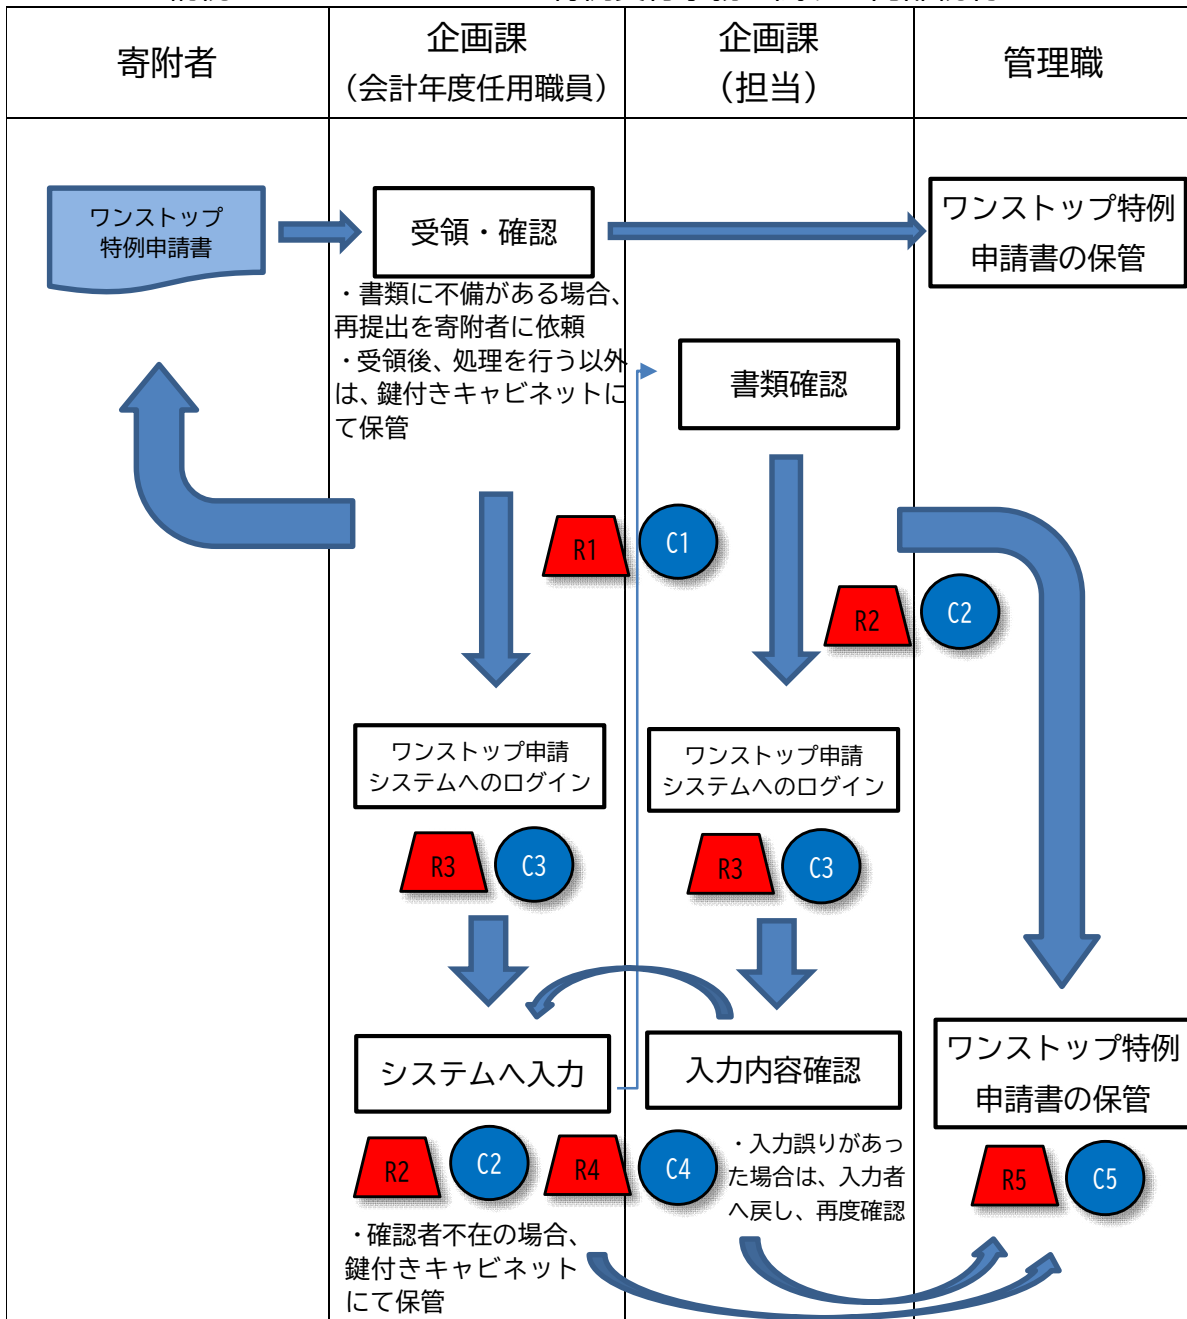 寄附者
企画課
（会計年度任用職員）
企画課
（担当）
管理職
ワンストップ
特例申請書
受領・確認
ワンストップ特例
申請書の保管
・書類に不備がある場合、
再提出を寄附者に依頼
・受領後、処理を行う以外
は、鍵付きキャビネットに
て保管
書類確認
R1
C1
R2
C2
ワンストップ申請
システムへのログイン
ワンストップ申請
システムへのログイン
R3
C3
R3
C3
システムへ入力
入力内容確認
ワンストップ特例
申請書の保管
R2
C2
R4
C4
・入力誤りがあっ
た場合は、入力者
へ戻し、再度確認
R5
C5
・確認者不在の場合、
鍵付きキャビネット
にて保管